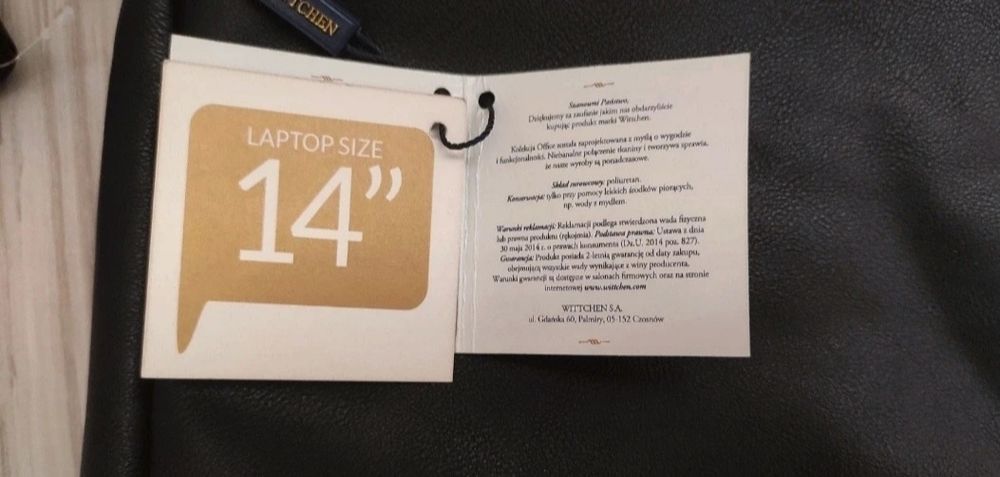 WITTCHEN
LAPTOP SIZE
14”
Szanowni Państwo,
Dziękujemy za zaufanie jakim nas obdarzyliście
kupując produkt marki Wittchen.
Kolekcja Office została zaprojektowana z myślą o wygodzie
i funkcjonalności. Niebanalne połączenie tkaniny i tworzywa sprawia,
że nasze wyroby są ponadczasowe.
Skład surowcowy: poliuretan.
Konserwacja: tylko przy pomocy lekkich środków piorących,
np. wody z mydłem.
Warunki reklamacji: Reklamacji podlega stwierdzona wada fizyczna
lub prawna produktu (rękojmia). Podstawa prawna: Ustawa z dnia
30 maja 2014 r. o prawach konsumenta (Dz.U. 2014 poz. 827).
Gwarancja: Produkt posiada 2-letnią gwarancję od daty zakupu,
obejmującą wszystkie wady wynikające z winy producenta.
Warunki gwarancji są dostępne w salonach firmowych oraz na stronie
internetowej www.wittchen.com
WITTCHEN S.A.
ul. Gdańska 60, Palmiry, 05-152 Czosnów